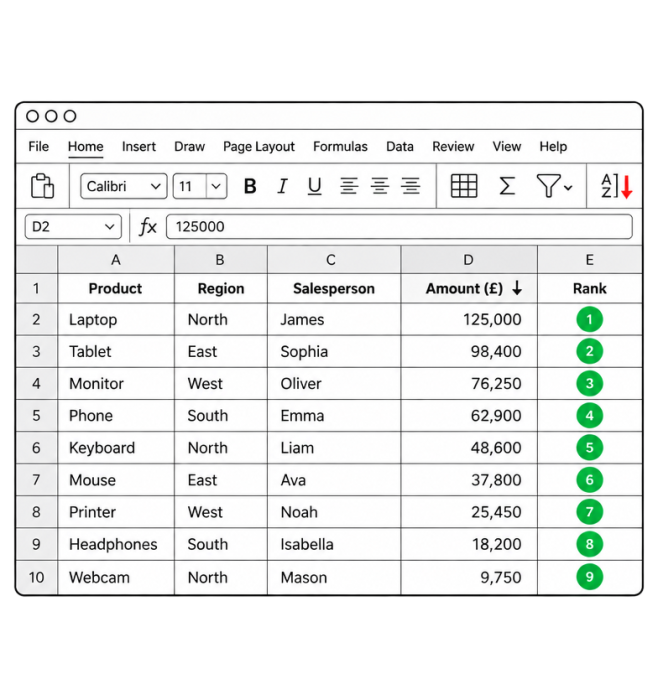 File Home Insert Draw Page Layout Formulas Data Review View Help
Calibri 11 B I U Σ A Z
D2 fx 125000
A B C D E
1 Product Region Salesperson Amount (£) ↓ Rank
2 Laptop North James 125,000 1
3 Tablet East Sophia 98,400 2
4 Monitor West Oliver 76,250 3
5 Phone South Emma 62,900 4
6 Keyboard North Liam 48,600 5
7 Mouse East Ava 37,800 6
8 Printer West Noah 25,450 7
9 Headphones South Isabella 18,200 8
10 Webcam North Mason 9,750 9